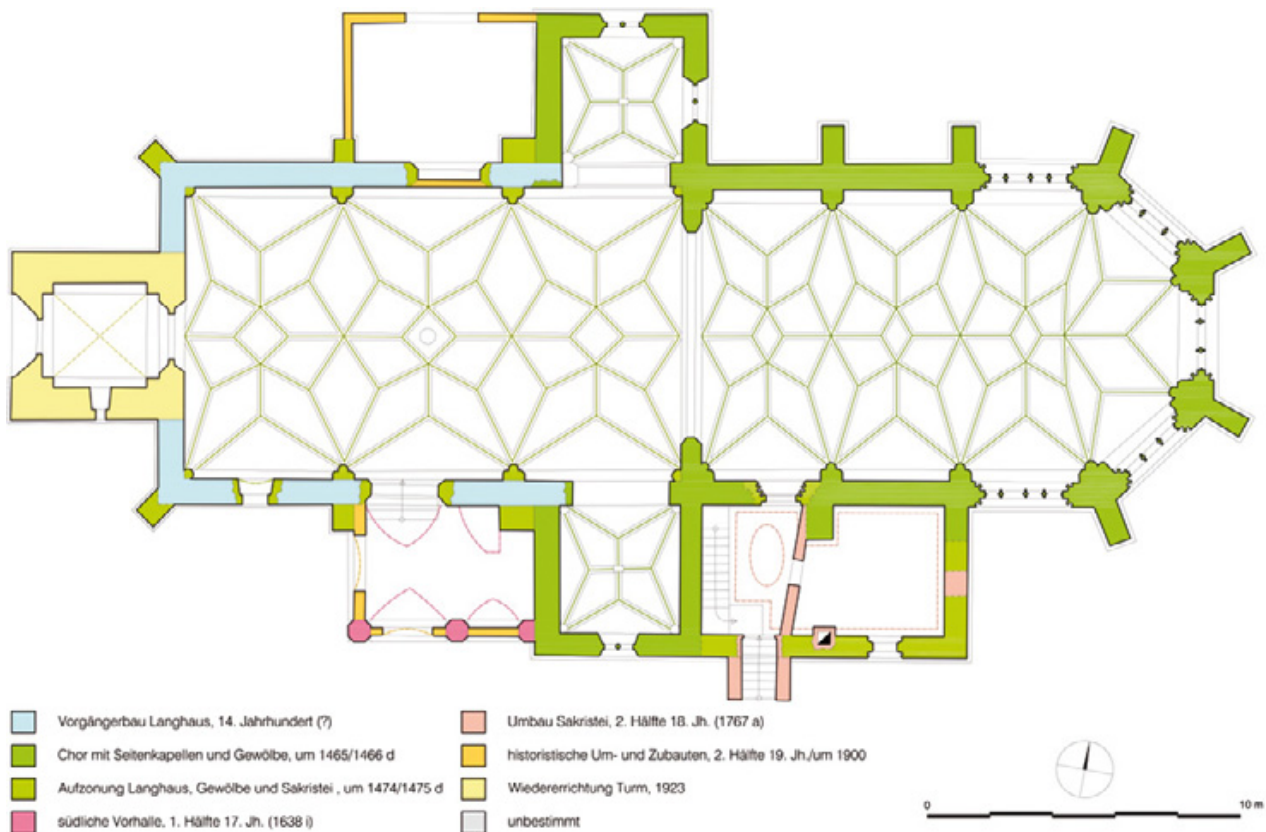 Vorgängerbau Langhaus, 14. Jahrhundert (?)
Chor mit Seitenkapellen und Gewölbe, um 1465/1466 d
Aufzonung Langhaus, Gewölbe und Sakristei , um 1474/1475 d
südliche Vorhalle, 1. Hälfte 17. Jh. (1638 i)
Umbau Sakristei, 2. Hälfte 18. Jh. (1767 a)
historistische Um- und Zubauten, 2. Hälfte 19. Jh./um 1900
Wiedererrichtung Turm, 1923
unbestimmt
0 10 m